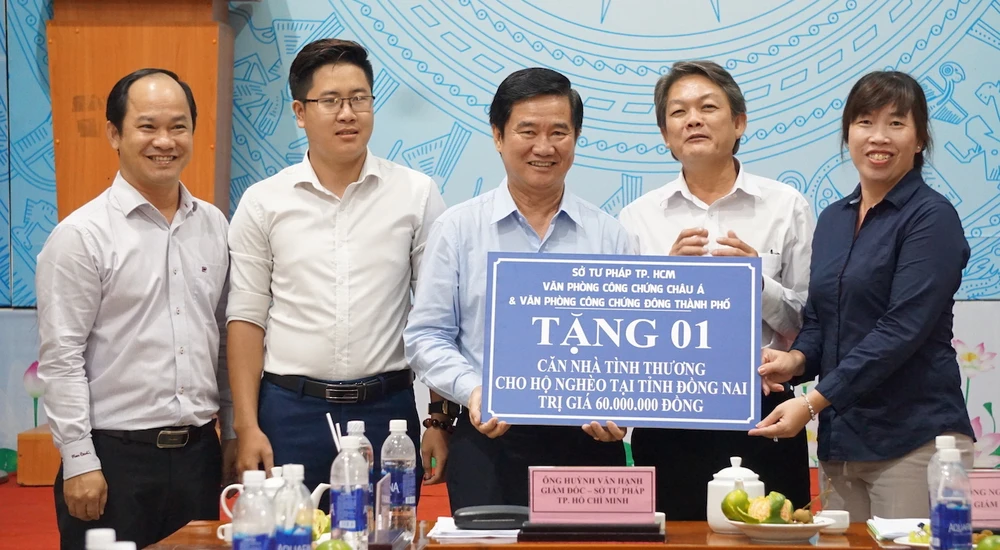 SỞ TƯ PHÁP TP. HCM
VĂN PHÒNG CÔNG CHỨNG CHÂU Á
& VĂN PHÒNG CÔNG CHỨNG ĐÔNG THÀNH PHỐ
TẶNG 01
CĂN NHÀ TÌNH THƯƠNG
CHO HỘ NGHÈO TẠI TỈNH ĐỒNG NAI
TRỊ GIÁ 60.000.000 ĐỒNG
ÔNG HUỲNH VĂN HẠNH
GIÁM ĐỐC – SỞ TƯ PHÁP
TP. HỒ CHÍ MINH